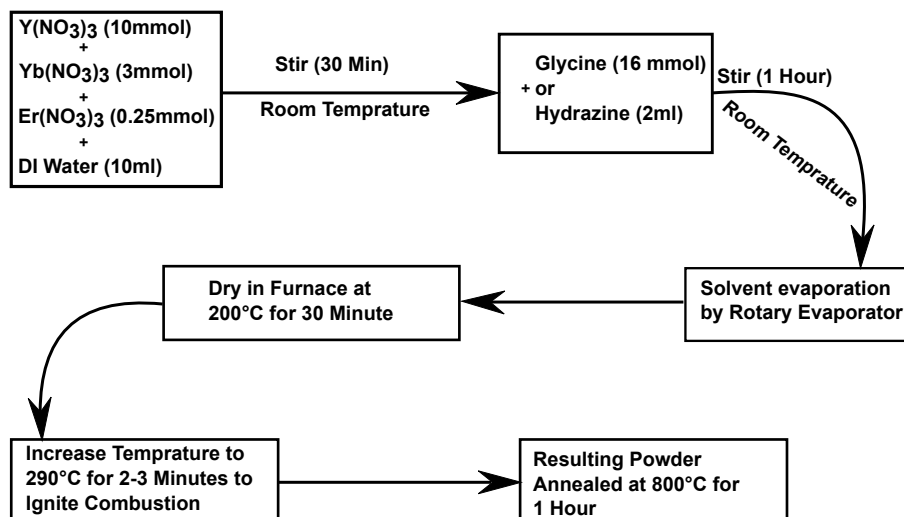 Y(NO3)3 (10mmol)
+
Yb(NO3)3 (3mmol)
+
Er(NO3)3 (0.25mmol)
+
DI Water (10ml)
Stir (30 Min)
Room Temprature
Glycine (16 mmol)
+ or
Hydrazine (2ml)
Stir (1 Hour)
Room Temprature
Solvent evaporation
by Rotary Evaporator
Dry in Furnace at
200°C for 30 Minute
Increase Temprature to
290°C for 2-3 Minutes to
Ignite Combustion
Resulting Powder
Annealed at 800°C for
1 Hour